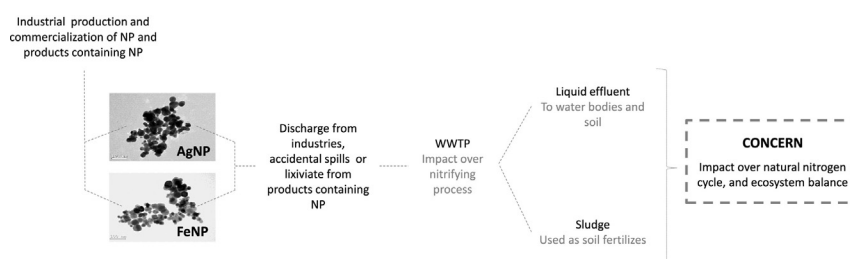 Industrial production and
commercialization of NP and
products containing NP
AgNP
FeNP
Discharge from
industries,
accidental spills or
lixiviate from
products containing
NP
WWTP
Impact over
nitrifying
process
Liquid effluent
To water bodies and
soil
Sludge
Used as soil fertilizes
CONCERN
Impact over natural nitrogen
cycle, and ecosystem balance